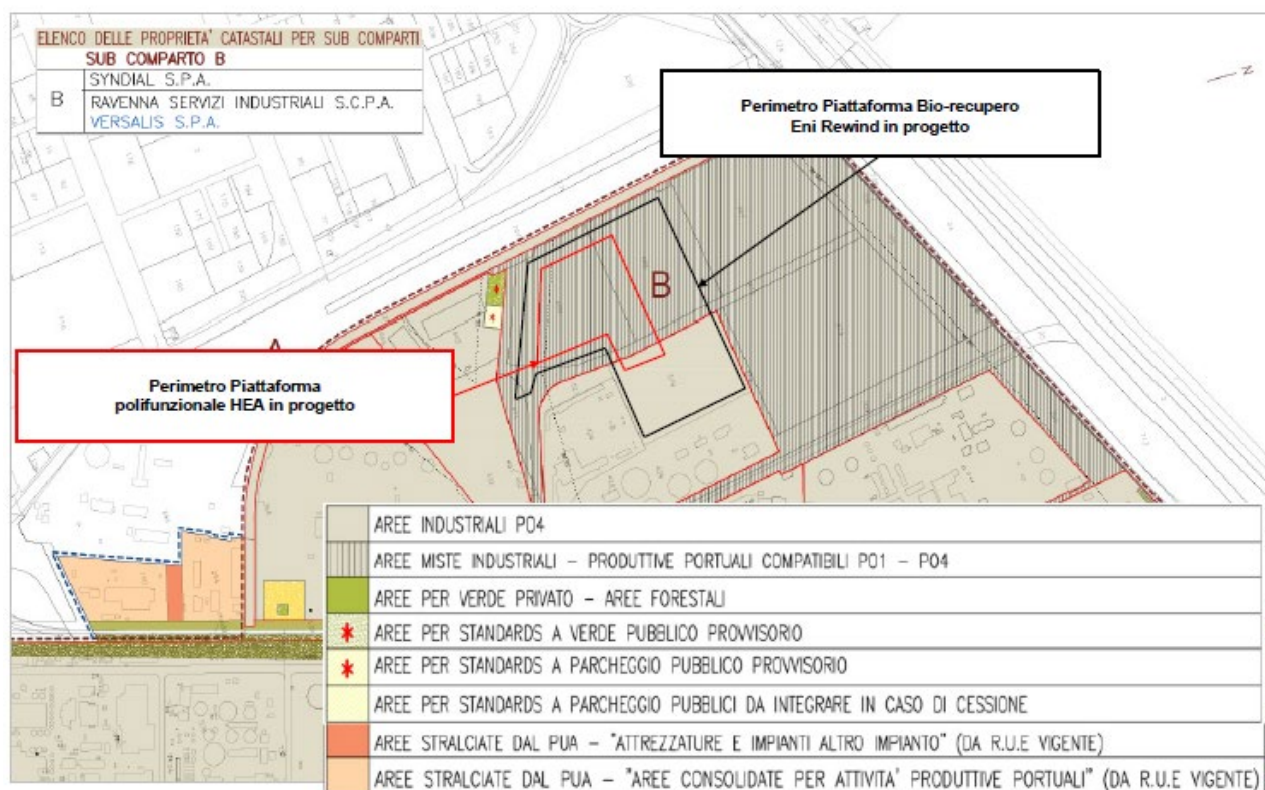 ELENCO DELLE PROPRIETA' CATASTALI PER SUB COMPARTI
SUB COMPARTO B
B
SYNDIAL S.P.A.
RAVENNA SERVIZI INDUSTRIALI S.C.P.A.
VERSALIS S.P.A.
N
Perimetro Piattaforma Bio-recupero
Eni Rewind in progetto
B
Perimetro Piattaforma
polifunzionale HEA in progetto
AREE INDUSTRIALI PO4
AREE MISTE INDUSTRIALI – PRODUTTIVE PORTUALI COMPATIBILI PO1 – PO4
AREE PER VERDE PRIVATO – AREE FORESTALI
AREE PER STANDARDS A VERDE PUBBLICO PROVVISORIO
AREE PER STANDARDS A PARCHEGGIO PUBBLICO PROVVISORIO
AREE PER STANDARDS A PARCHEGGIO PUBBLICI DA INTEGRARE IN CASO DI CESSIONE
AREE STRALCIATE DAL PUA – "ATTREZZATURE E IMPIANTI ALTRO IMPIANTO" (DA R.U.E VIGENTE)
AREE STRALCIATE DAL PUA – "AREE CONSOLIDATE PER ATTIVITA' PRODUTTIVE PORTUALI" (DA R.U.E VIGENTE)